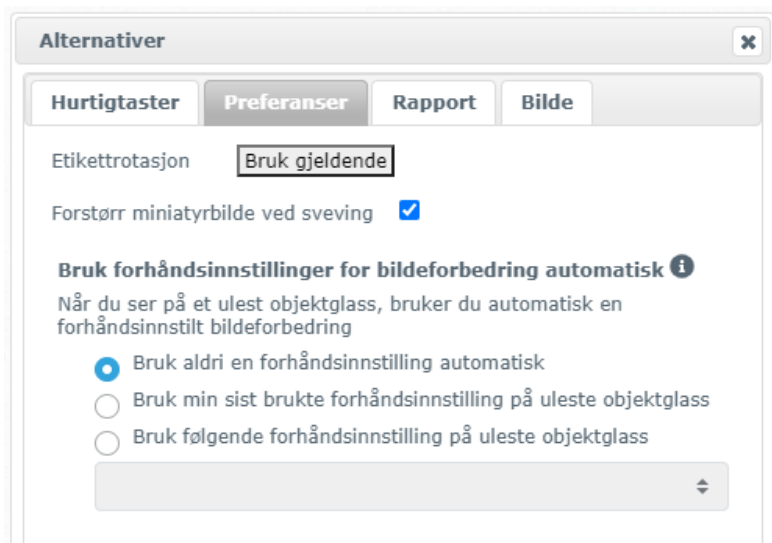 Alternativer
Hurtigtaster Preferanser Rapport Bilde
Etikettrotasjon Bruk gjeldende
Forstørr miniatyrbilde ved sveving
Bruk forhåndsinnstillinger for bildeforbedring automatisk
Når du ser på et ulest objektglass, bruker du automatisk en
forhåndsinnstilt bildeforbedring
Bruk aldri en forhåndsinnstilling automatisk
Bruk min sist brukte forhåndsinnstilling på uleste objektglass
Bruk følgende forhåndsinnstilling på uleste objektglass